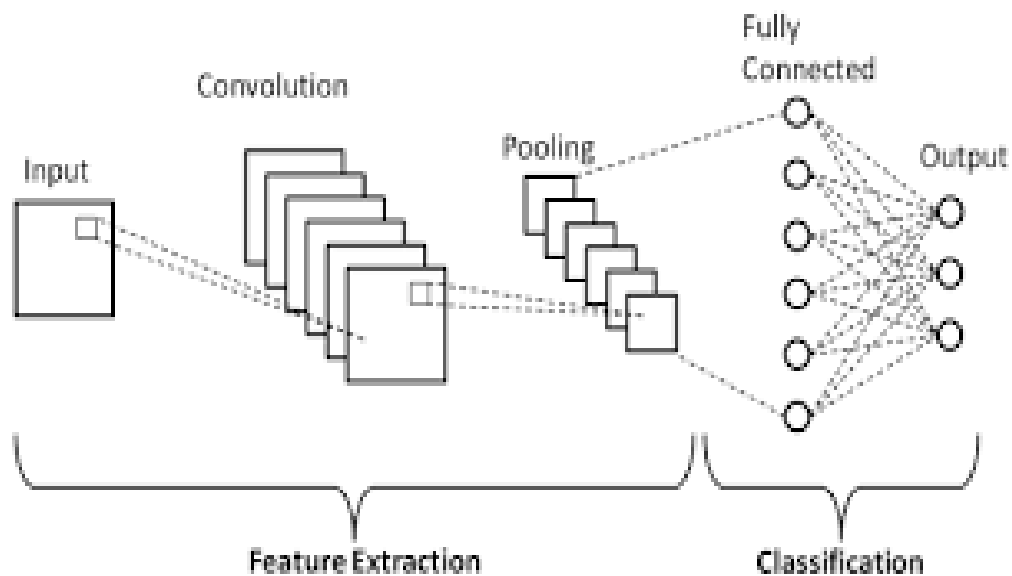 Input
Convolution
Pooling
Fully
Connected
Output
Feature Extraction
Classification